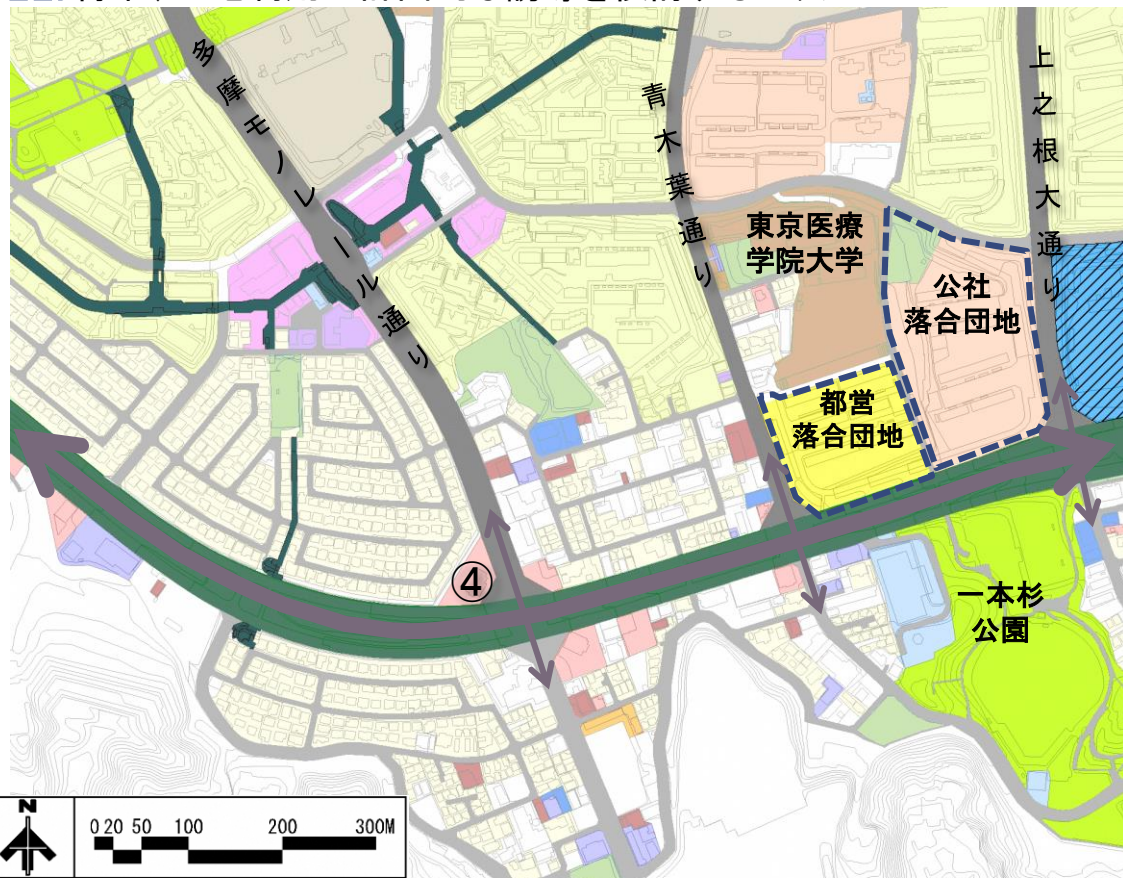 多摩モノレール通り
青木葉通り
上之根大通り
東京医療
学院大学
公社
落合団地
都営
落合団地
④
一本杉
公園
N
0 20 50 100 200 300M